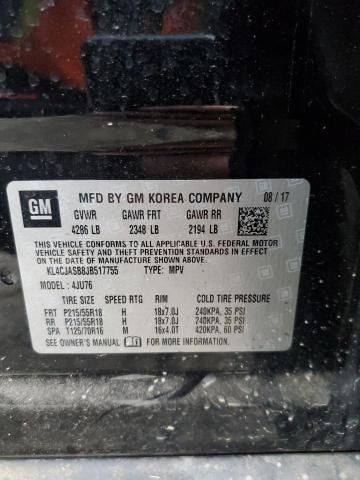 GM
MFD BY GM KOREA COMPANY 08 / 17
GVWR GAWR FRT GAWR RR
4286 LB 2348 LB 2194 LB
THIS VEHICLE CONFORMS TO ALL APPLICABLE U.S. FEDERAL MOTOR
VEHICLE SAFETY AND THEFT PREVENTION STANDARDS IN EFFECT ON
THE DATE OF MANUFACTURE SHOWN ABOVE.
KL4CJASB8JB517755 TYPE: MPV
MODEL : 4JU76
TIRE SIZE SPEED RTG RIM COLD TIRE PRESSURE
FRT P215/55R18 H 18x7.0J 240KPA, 35 PSI
RR P215/55R18 H 18x7.0J 240KPA, 35 PSI
SPA T125/70R16 M 16x4.0T 420KPA, 60 PSI
SEE OWNER'S MANUAL FOR MORE INFORMATION